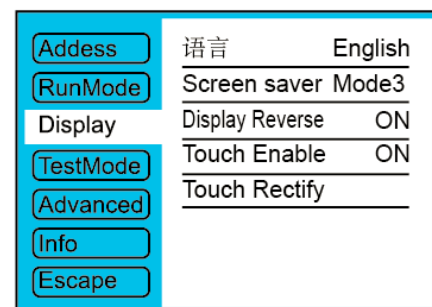 Addess
RunMode
Display
TestMode
Advanced
Info
Escape
语言 English
Screen saver Mode3
Display Reverse ON
Touch Enable ON
Touch Rectify